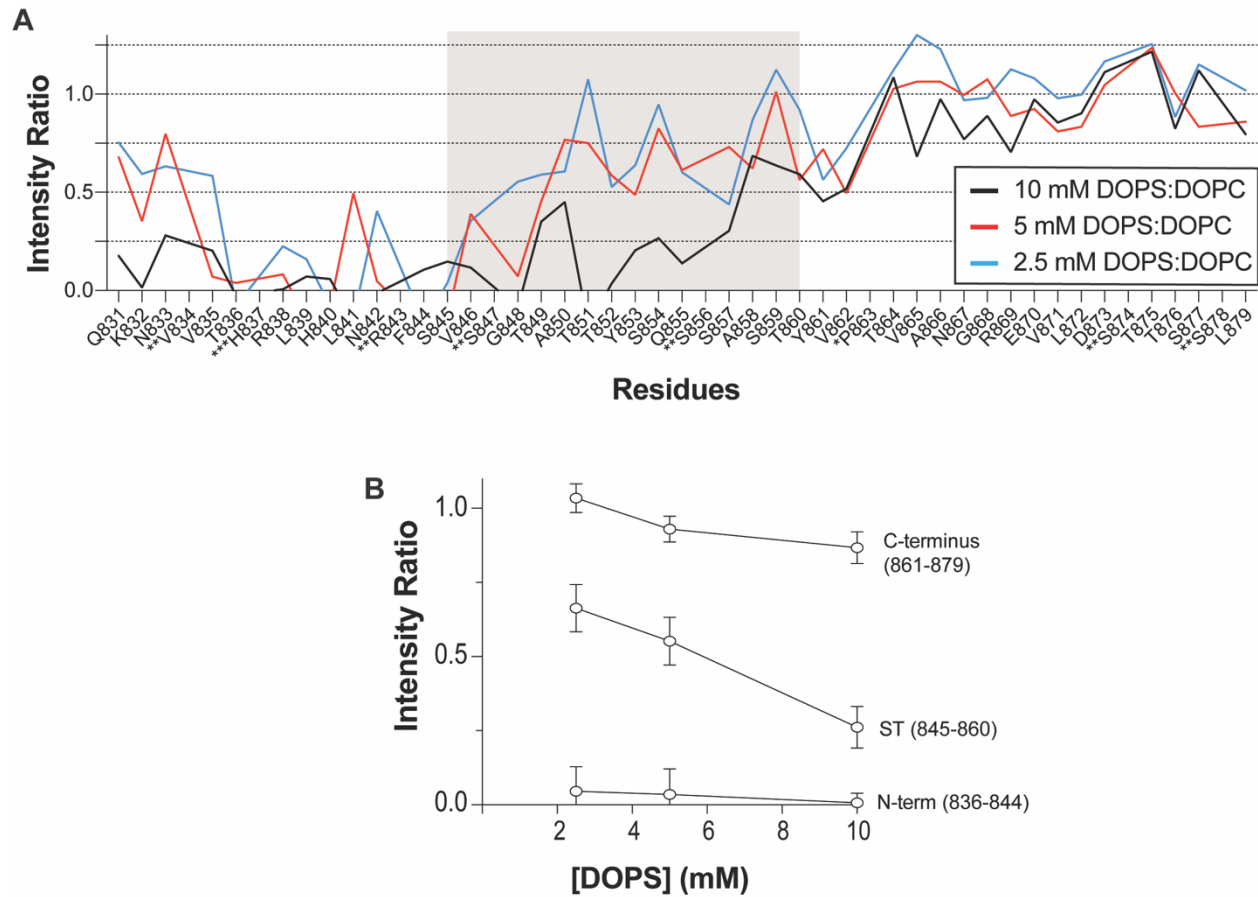 A
Intensity Ratio
1.0
0.5
0.0
10 mM DOPS:DOPC
5 mM DOPS:DOPC
2.5 mM DOPS:DOPC
Q831
K832
N833
**V834
V835
T836
***H837
R838
L839
H840
L841
N842
**R843
F844
S845
V846
**S847
G848
T849
A850
T851
T852
Y853
S854
Q855
**S856
S857
A858
S859
T860
Y861
V862
*P863
T864
V865
A866
N867
G868
R869
E870
V871
L872
D873
**S874
T875
T876
S877
**S878
L879
Residues
B
Intensity Ratio
1.0
0.5
0.0
C-terminus
(861-879)
ST (845-860)
N-term (836-844)
2
4
6
8
10
[DOPS] (mM)